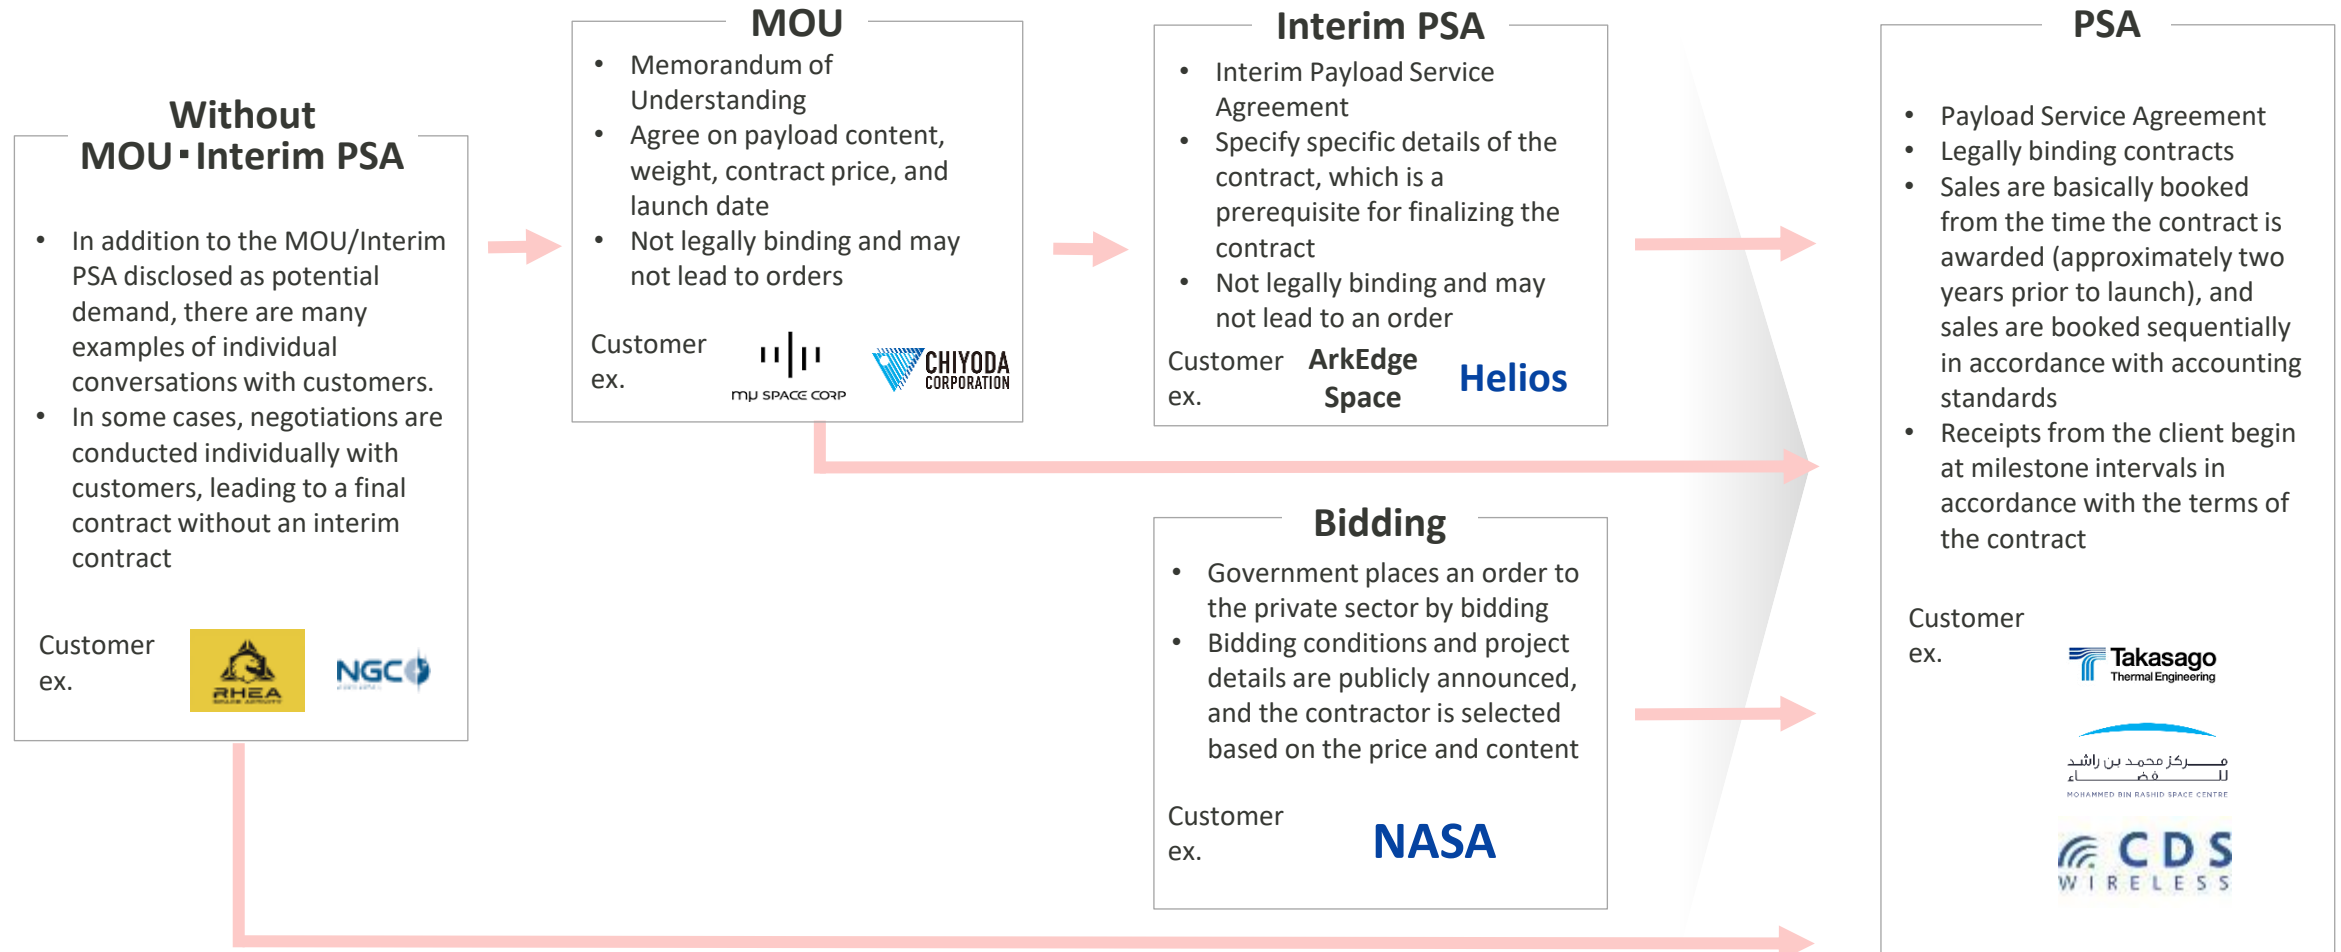 Without
MOU・Interim PSA
• In addition to the MOU/Interim
PSA disclosed as potential
demand, there are many
examples of individual
conversations with customers.
• In some cases, negotiations are
conducted individually with
customers, leading to a final
contract without an interim
contract
Customer
ex.
RHEA
SPACE ACTIVITY
NGC
MOU
• Memorandum of
Understanding
• Agree on payload content,
weight, contract price, and
launch date
• Not legally binding and may
not lead to orders
Customer
ex.
mμ SPACE CORP
CHIYODA
CORPORATION
Interim PSA
• Interim Payload Service
Agreement
• Specify specific details of the
contract, which is a
prerequisite for finalizing the
contract
• Not legally binding and may
not lead to an order
Customer
ex.
ArkEdge
Space
Helios
Bidding
• Government places an order to
the private sector by bidding
• Bidding conditions and project
details are publicly announced,
and the contractor is selected
based on the price and content
Customer
ex.
NASA
PSA
• Payload Service Agreement
• Legally binding contracts
• Sales are basically booked
from the time the contract is
awarded (approximately two
years prior to launch), and
sales are booked sequentially
in accordance with accounting
standards
• Receipts from the client begin
at milestone intervals in
accordance with the terms of
the contract
Customer
ex.
Takasago
Thermal Engineering
مركز محمد بن راشد
للفضاء
MOHAMMED BIN RASHID SPACE CENTRE
CDS
WIRELESS